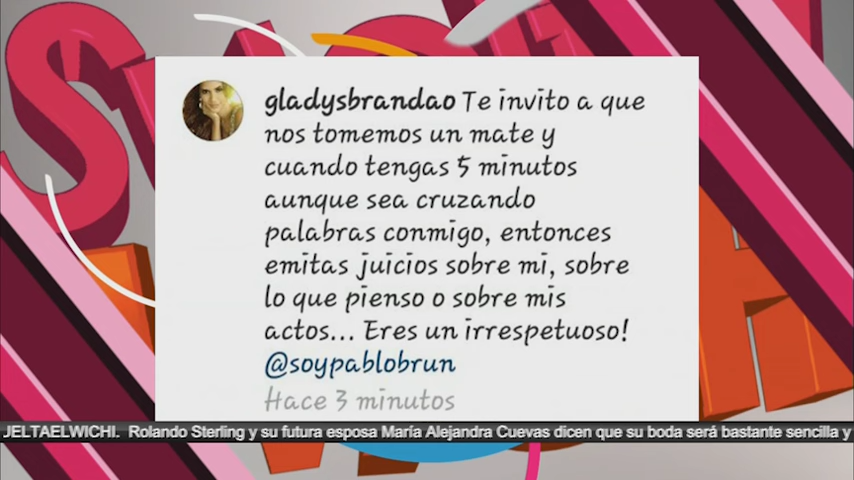 gladysbrandao Te invito a que
nos tomemos un mate y
cuando tengas 5 minutos
aunque sea cruzando
palabras conmigo, entonces
emitas juicios sobre mi, sobre
lo que pienso o sobre mis
actos... Eres un irrespetuoso!
@soypablobrun
Hace 3 minutos
JELTAELWICHI. Rolando Sterling y su futura esposa María Alejandra Cuevas dicen que su boda será bastante sencilla y